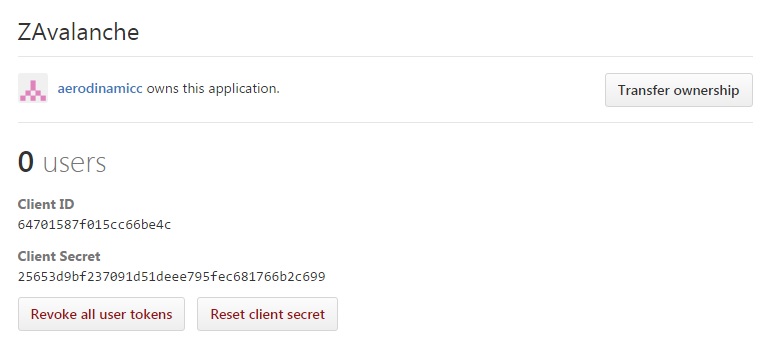 ZAvalanche
aerodinamicc owns this application.
Transfer ownership
0 users
Client ID
64701587f015cc66be4c
Client Secret
25653d9bf237091d51deee795fec681766b2c699
Revoke all user tokens
Reset client secret